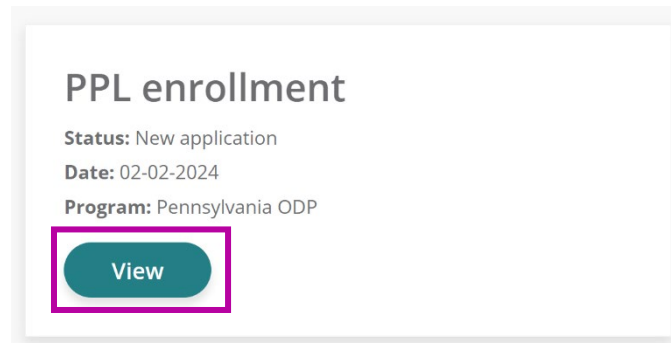 PPL enrollment
Status: New application
Date: 02-02-2024
Program: Pennsylvania ODP
View